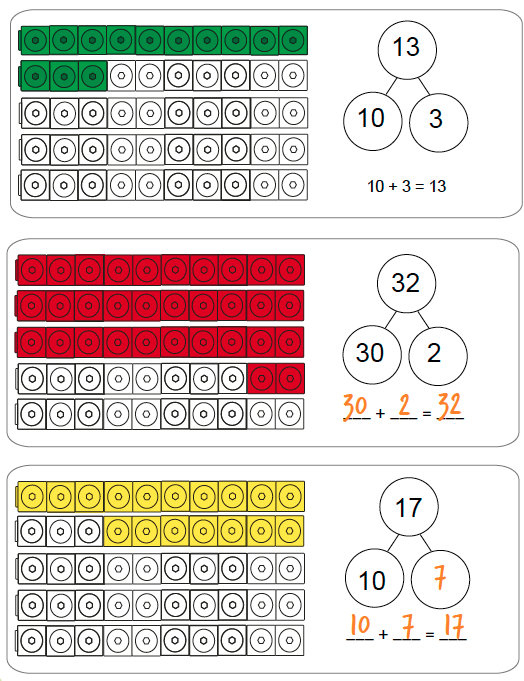 13
10 3
10 + 3 = 13
32
30 2
30 + 2 = 32
17
10 7
10 + 7 = 17